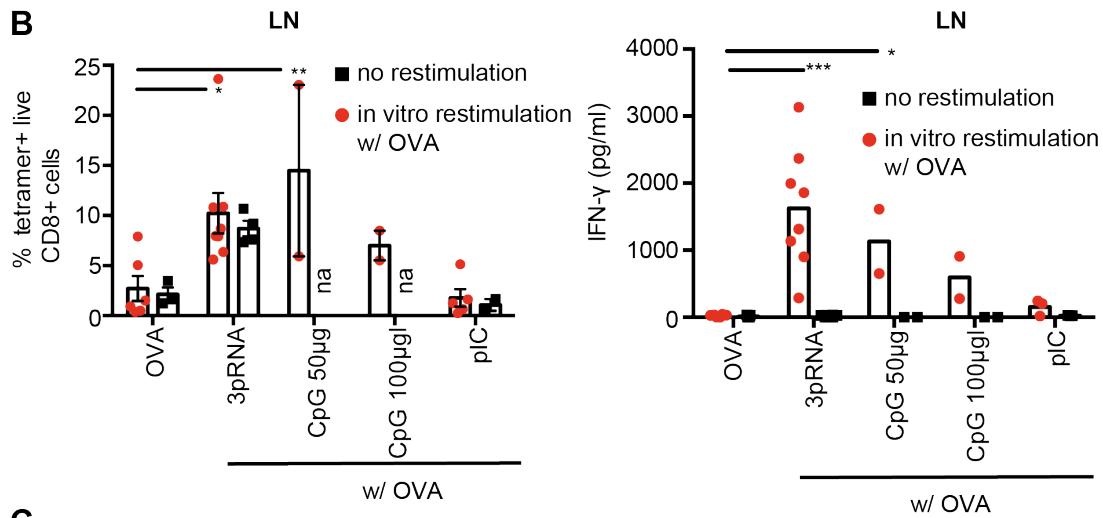 B
LN
% tetramer+ live
CD8+ cells
25
20
15
10
5
0
**
*
no restimulation
in vitro restimulation
w/ OVA
na
na
OVA
3pRNA
CpG 50µg
CpG 100µgl
pIC
w/ OVA
LN
IFN-γ (pg/ml)
4000
3000
2000
1000
0
*
***
no restimulation
in vitro restimulation
w/ OVA
OVA
3pRNA
CpG 50µg
CpG 100µgl
pIC
w/ OVA